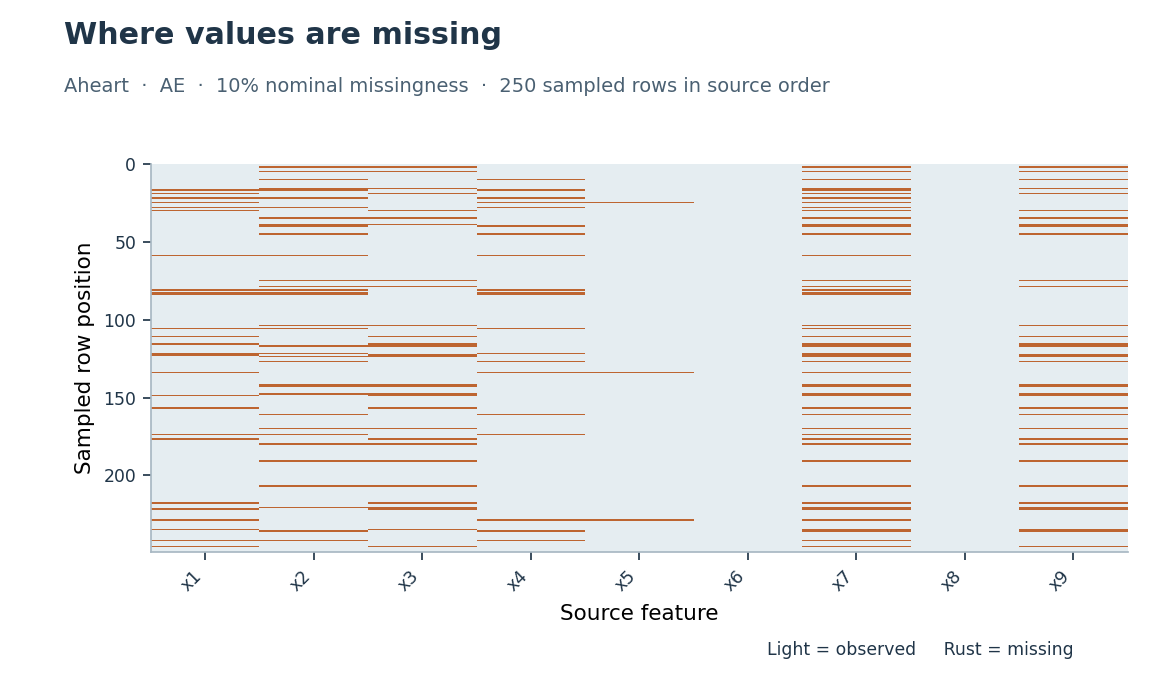 Where values are missing
Aheart · AE · 10% nominal missingness · 250 sampled rows in source order
0
50
100
150
200
Sampled row position
x1 x2 x3 x4 x5 x6 x7 x8 x9
Source feature
Light = observed Rust = missing